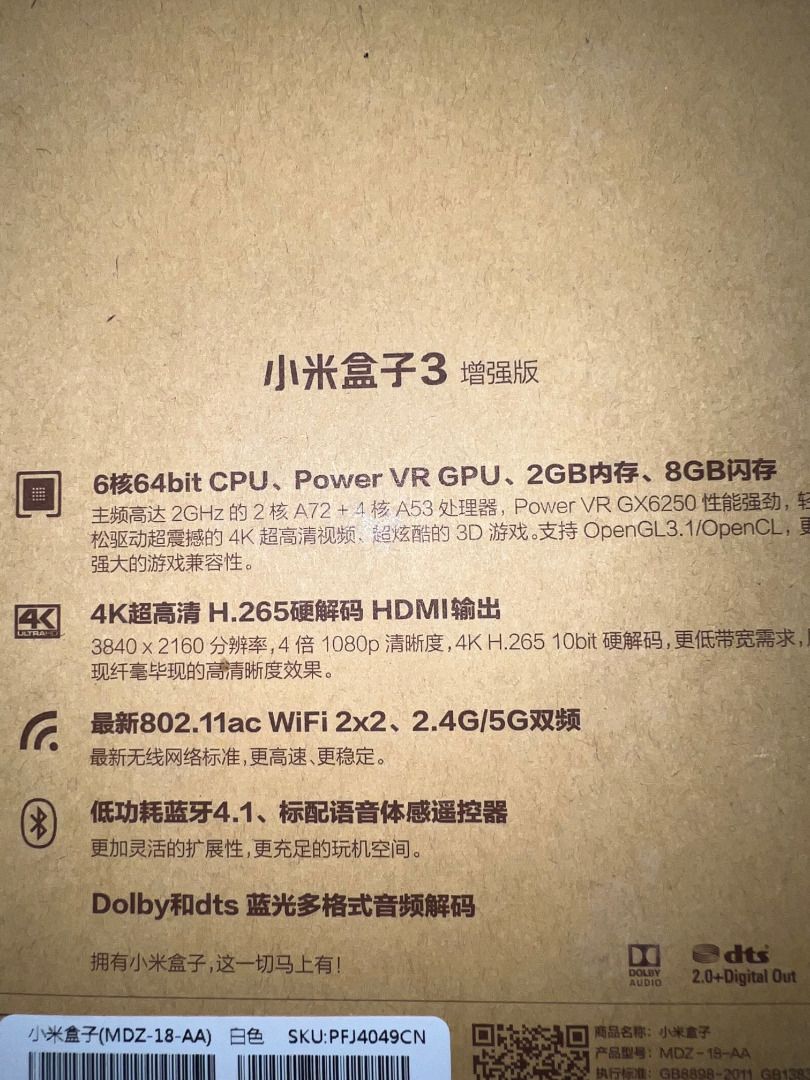 小米盒子3 增强版
6核64bit CPU、Power VR GPU、2GB内存、8GB闪存
主频高达 2GHz 的 2 核 A72 + 4 核 A53 处理器，Power VR GX6250 性能强劲，轻
松驱动超震撼的 4K 超高清视频、超炫酷的 3D 游戏。支持 OpenGL3.1/OpenCL，更
强大的游戏兼容性。
4K
ULTRAHD
4K超高清 H.265硬解码 HDMI输出
3840 x 2160 分辨率，4 倍 1080p 清晰度，4K H.265 10bit 硬解码，更低带宽需求，
现纤毫毕现的高清晰度效果。
最新802.11ac WiFi 2x2、2.4G/5G双频
最新无线网络标准，更高速、更稳定。
低功耗蓝牙4.1、标配语音体感遥控器
更加灵活的扩展性，更充足的玩机空间。
Dolby和dts 蓝光多格式音频解码
拥有小米盒子，这一切马上有！
DOLBY
AUDIO
dts
2.0+Digital Out
小米盒子(MDZ-18-AA) 白色 SKU:PFJ4049CN
商品名称：小米盒子
产品型号：MDZ-18-AA
执行标准：GB8898-2011 GB1383